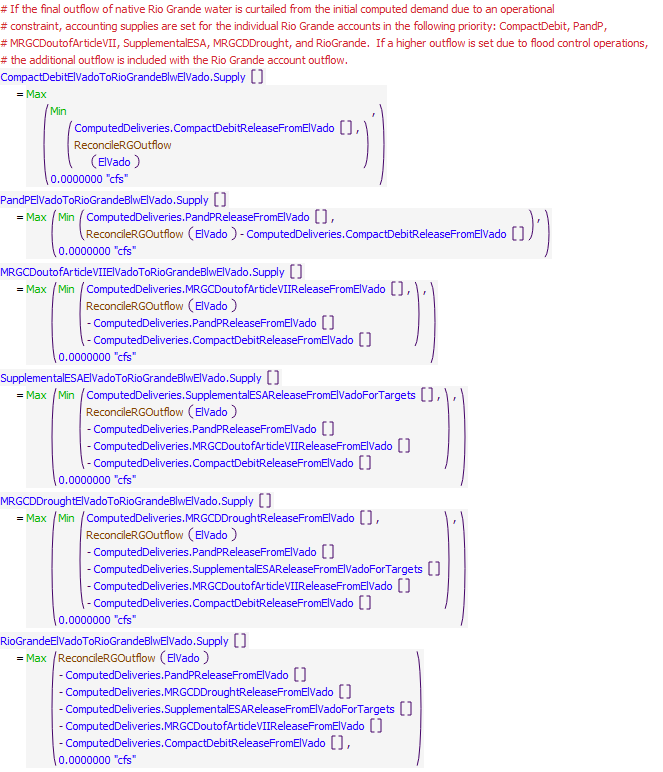 # If the final outflow of native Rio Grande water is curtailed from the initial computed demand due to an operational
# constraint, accounting supplies are set for the individual Rio Grande accounts in the following priority: CompactDebit, PandP,
# MRGCDoutofArticleVII, SupplementalESA, MRGCDDrought, and RioGrande.  If a higher outflow is set due to flood control operations,
# the additional outflow is included with the Rio Grande account outflow.
CompactDebitElVadoToRioGrandeBlwElVado.Supply []
= Max
(Min ,
(ComputedDeliveries.CompactDebitReleaseFromElVado [] ,)
ReconcileRGOutflow
( ElVado )
0.0000000 "cfs" )
PandPElVadoToRioGrandeBlwElVado.Supply []
= Max ( Min ( ComputedDeliveries.PandPReleaseFromElVado [] , ) , )
ReconcileRGOutflow ( ElVado ) - ComputedDeliveries.CompactDebitReleaseFromElVado []
0.0000000 "cfs"
MRGCDoutofArticleVIIElVadoToRioGrandeBlwElVado.Supply []
= Max ( Min ( ComputedDeliveries.MRGCDoutofArticleVIIReleaseFromElVado [] , ) , )
ReconcileRGOutflow ( ElVado )
- ComputedDeliveries.PandPReleaseFromElVado []
- ComputedDeliveries.CompactDebitReleaseFromElVado []
0.0000000 "cfs"
SupplementalESAElVadoToRioGrandeBlwElVado.Supply []
= Max ( Min ( ComputedDeliveries.SupplementalESAReleaseFromElVadoForTargets [] , ) , )
ReconcileRGOutflow ( ElVado )
- ComputedDeliveries.PandPReleaseFromElVado []
- ComputedDeliveries.MRGCDoutofArticleVIIReleaseFromElVado []
- ComputedDeliveries.CompactDebitReleaseFromElVado []
0.0000000 "cfs"
MRGCDDroughtElVadoToRioGrandeBlwElVado.Supply []
= Max ( Min ( ComputedDeliveries.MRGCDDroughtReleaseFromElVado [] , ) , )
ReconcileRGOutflow ( ElVado )
- ComputedDeliveries.PandPReleaseFromElVado []
- ComputedDeliveries.SupplementalESAReleaseFromElVadoForTargets []
- ComputedDeliveries.MRGCDoutofArticleVIIReleaseFromElVado []
- ComputedDeliveries.CompactDebitReleaseFromElVado []
0.0000000 "cfs"
RioGrandeElVadoToRioGrandeBlwElVado.Supply []
= Max ( ReconcileRGOutflow ( ElVado ) )
- ComputedDeliveries.PandPReleaseFromElVado []
- ComputedDeliveries.MRGCDDroughtReleaseFromElVado []
- ComputedDeliveries.SupplementalESAReleaseFromElVadoForTargets []
- ComputedDeliveries.MRGCDoutofArticleVIIReleaseFromElVado []
- ComputedDeliveries.CompactDebitReleaseFromElVado [] ,
0.0000000 "cfs"